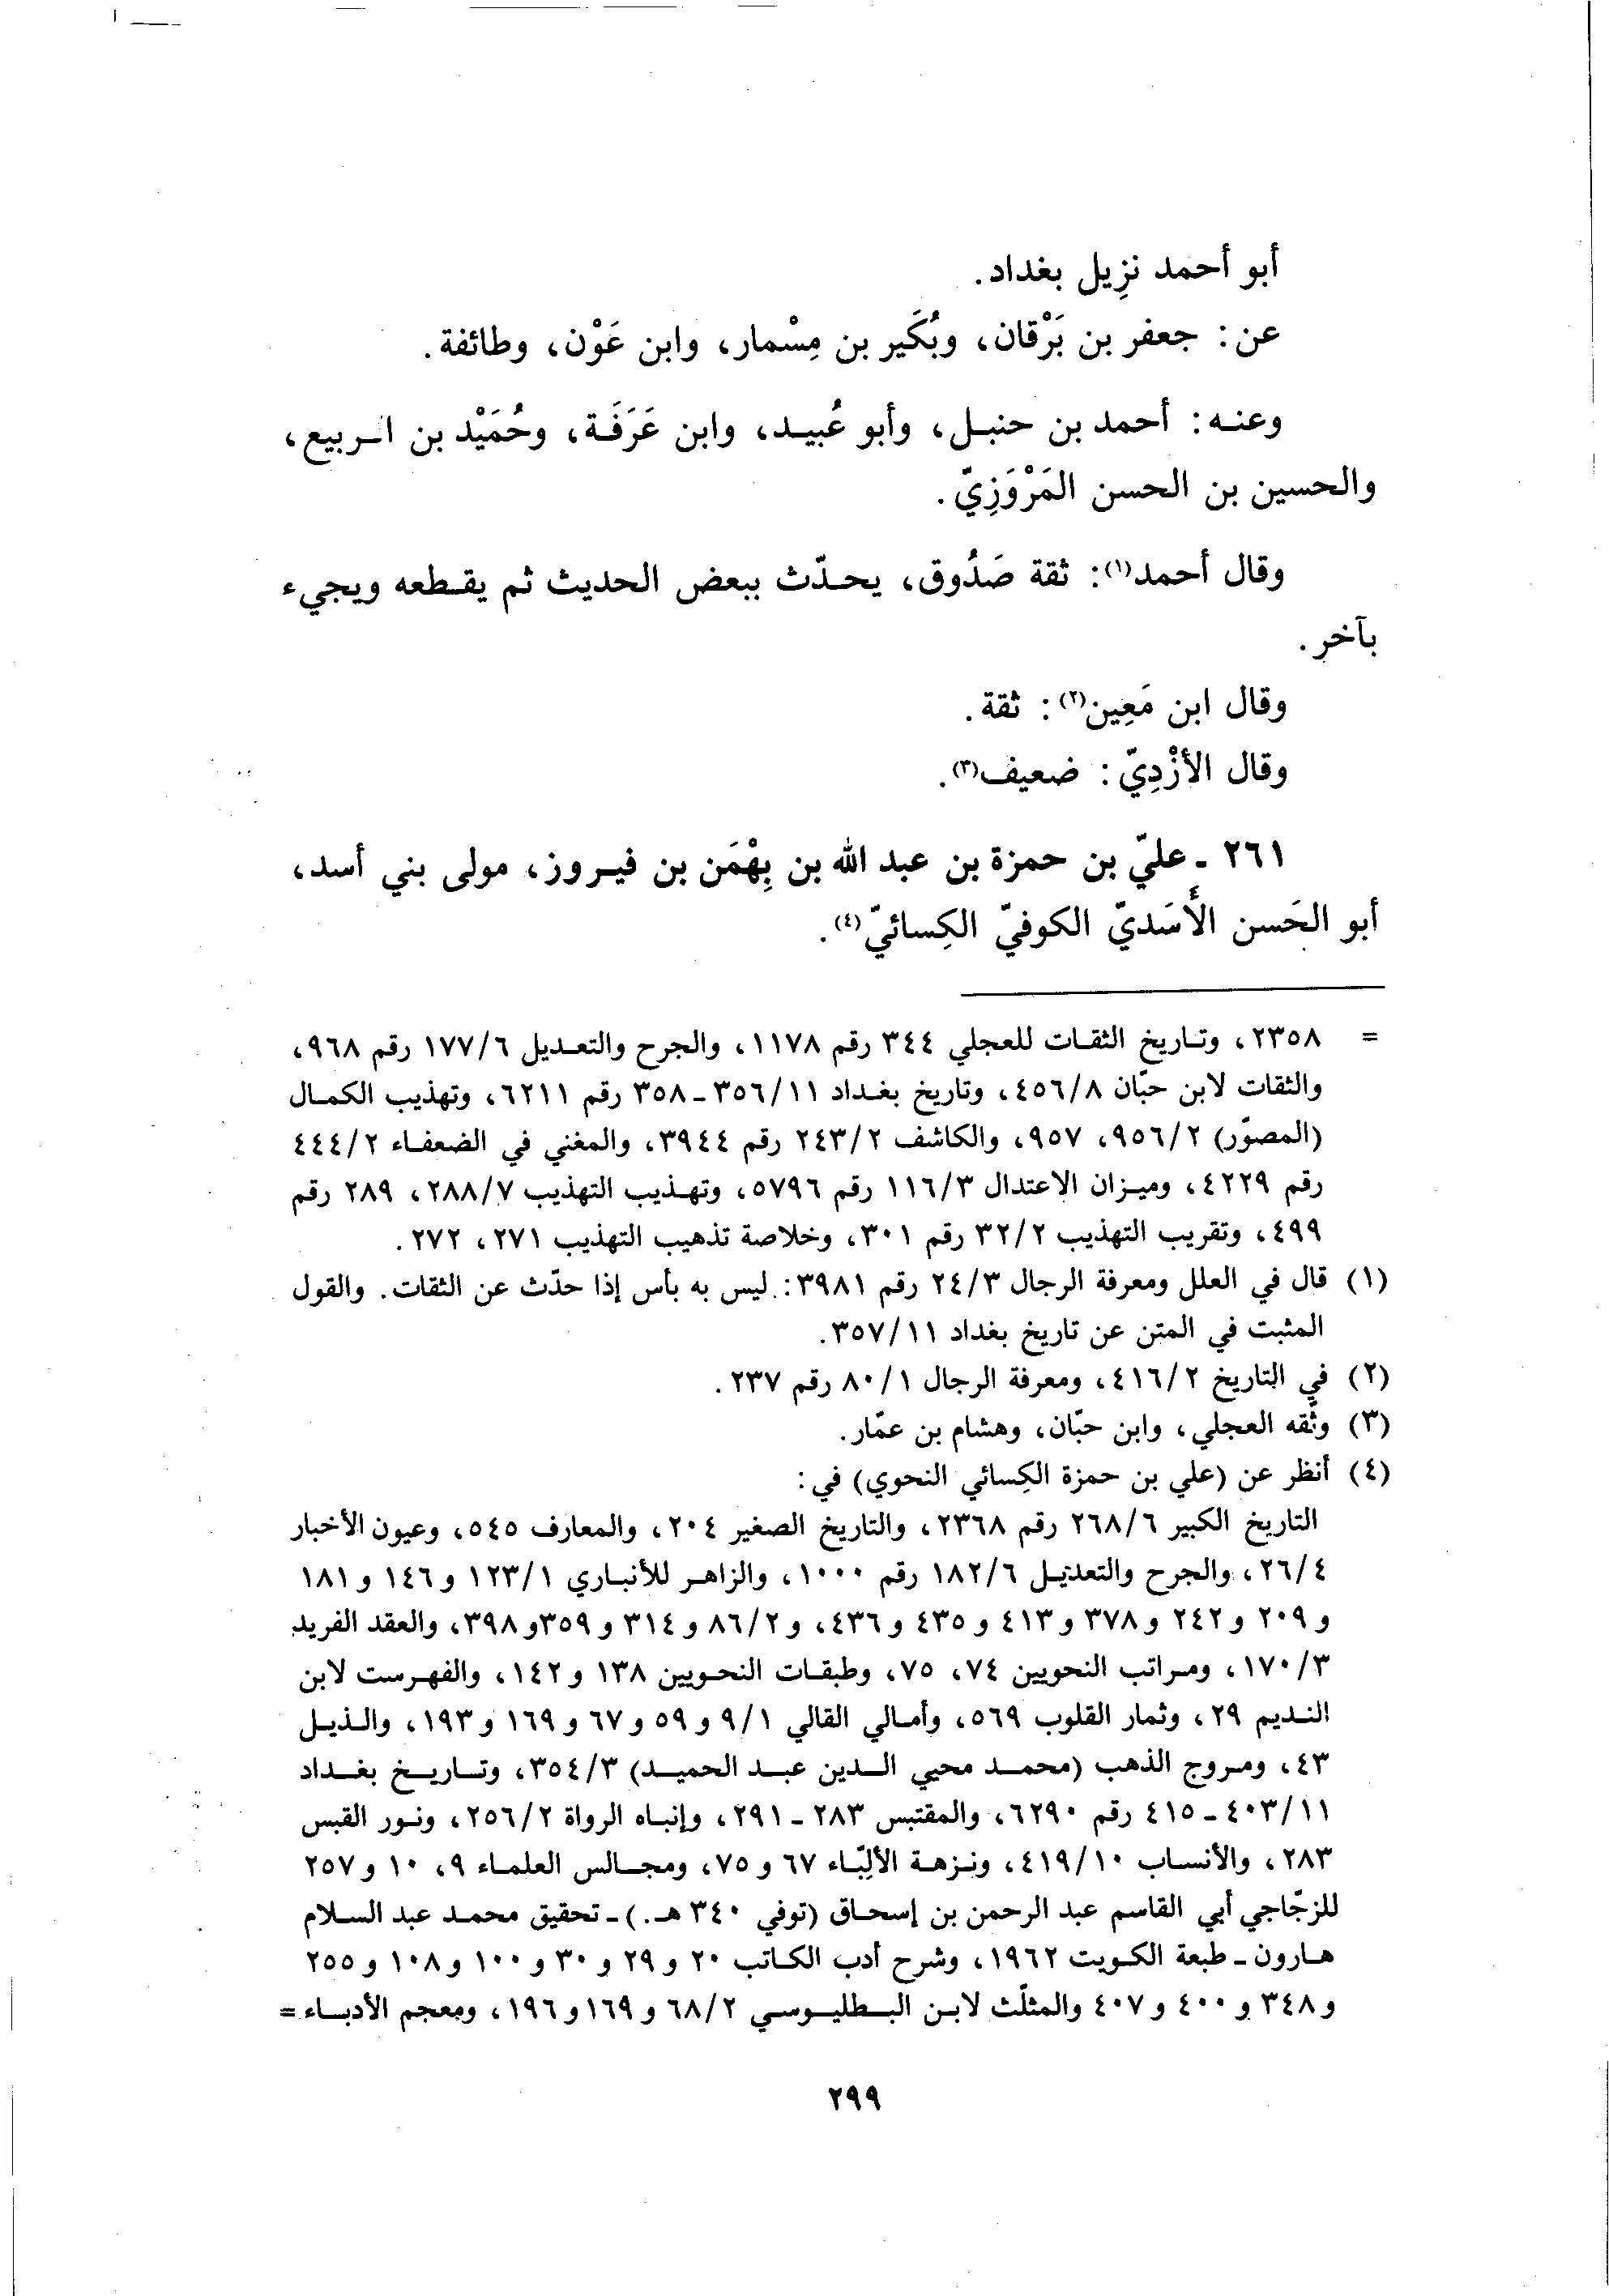 أبو أحمد نزِيل بغداد.
عن: جعفر بن بَرْقان، وبُكَير بن مِسْمار، وابن عَوْن، وطائفة.
وعنه: أحمد بن حنبل، وأبو عُبيد، وابن عَرَفَة، وحُمَيْد بن الربيع،
والحسين بن الحسن المَرْوَزِيّ.
وقال أحمد(١): ثقة صَدُوق، يحدّث ببعض الحديث ثم يقطعه ويجيء
بآخر.
وقال ابن مَعِين(٢): ثقة.
وقال الأزْدِيّ: ضعيف(٣).
٢٦١ ـ عليّ بن حمزة بن عبد الله بن بِهْمَن بن فيروز، مولى بني أسد،
أبو الحَسن الأَسَديّ الكوفيّ الكِسائيّ(٤).
= ٢٣٥٨، وتاريخ الثقات للعجلي ٣٤٤ رقم ١١٧٨، والجرح والتعديل ١٧٧/٦ رقم ٩٦٨،
والثقات لابن حبّان ٤٥٦/٨، وتاريخ بغداد ٣٥٦/١١ ـ ٣٥٨ رقم ٦٢١١، وتهذيب الكمال
(المصوّر) ٩٥٦/٢، ٩٥٧، والكاشف ٢٤٣/٢ رقم ٣٩٤٤، والمغني في الضعفاء ٤٤٤/٢
رقم ٤٢٢٩، وميزان الاعتدال ١١٦/٣ رقم ٥٧٩٦، وتهذيب التهذيب ٢٨٨/٧، ٢٨٩ رقم
٤٩٩، وتقريب التهذيب ٣٢/٢ رقم ٣٠١، وخلاصة تذهيب التهذيب ٢٧١، ٢٧٢.
(١) قال في العلل ومعرفة الرجال ٢٤/٣ رقم ٣٩٨١: ليس به بأس إذا حدّث عن الثقات. والقول
المثبت في المتن عن تاريخ بغداد ٣٥٧/١١.
(٢) في التاريخ ٤١٦/٢، ومعرفة الرجال ٨٠/١ رقم ٢٣٧.
(٣) وثّقه العجلي، وابن حبّان، وهشام بن عمّار.
(٤) أنظر عن (علي بن حمزة الكِسائي النحوي) في:
التاريخ الكبير ٢٦٨/٦ رقم ٢٣٦٨، والتاريخ الصغير ٢٠٤، والمعارف ٥٤٥، وعيون الأخبار
٢٦/٤، والجرح والتعديل ١٨٢/٦ رقم ١٠٠٠، والزاهر للأنباري ١٢٣/١ و١٤٦ و١٨١
و٢٠٩ و٢٤٢ و٣٧٨ و٤١٣ و٤٣٥ و٤٣٦، و٨٦/٢ و٣١٤ و٣٥٩ و٣٩٨، والعقد الفريد
١٧٠/٣، ومراتب النحويين ٧٤، ٧٥، وطبقات النحويين ١٣٨ و١٤٢، والفهرست لابن
النديم ٢٩، وثمار القلوب ٥٦٩، وأمالي القالي ٩/١ و٥٩ و٦٧ و١٦٩ و١٩٣، والذيل
٤٣، ومروج الذهب (محمد محيي الدين عبد الحميد) ٣٥٤/٣، وتاريخ بغداد
٤٠٣/١١ ـ ٤١٥ رقم ٦٢٩٠، والمقتبس ٢٨٣ ـ ٢٩١، وإنباه الرواة ٢٥٦/٢، ونور القبس
٢٨٣، والأنساب ٤١٩/١٠، ونزهة الألِبّاء ٦٧ و٧٥، ومجالس العلماء ٩، ١٠ و٢٥٧
للزجّاجي أبي القاسم عبد الرحمن بن إسحاق (توفي ٣٤٠ هـ.) ـ تحقيق محمد عبد السلام
هارون ـ طبعة الكويت ١٩٦٢، وشرح أدب الكاتب ٢٠ و٢٩ و٣٠ و١٠٠ و١٠٨ و٢٥٥
و٣٤٨ و٤٠٠ و٤٠٧ والمثلّث لابن البطليوسي ٦٨/٢ و١٦٩ و١٩٦، ومعجم الأدباء =
٢٩٩